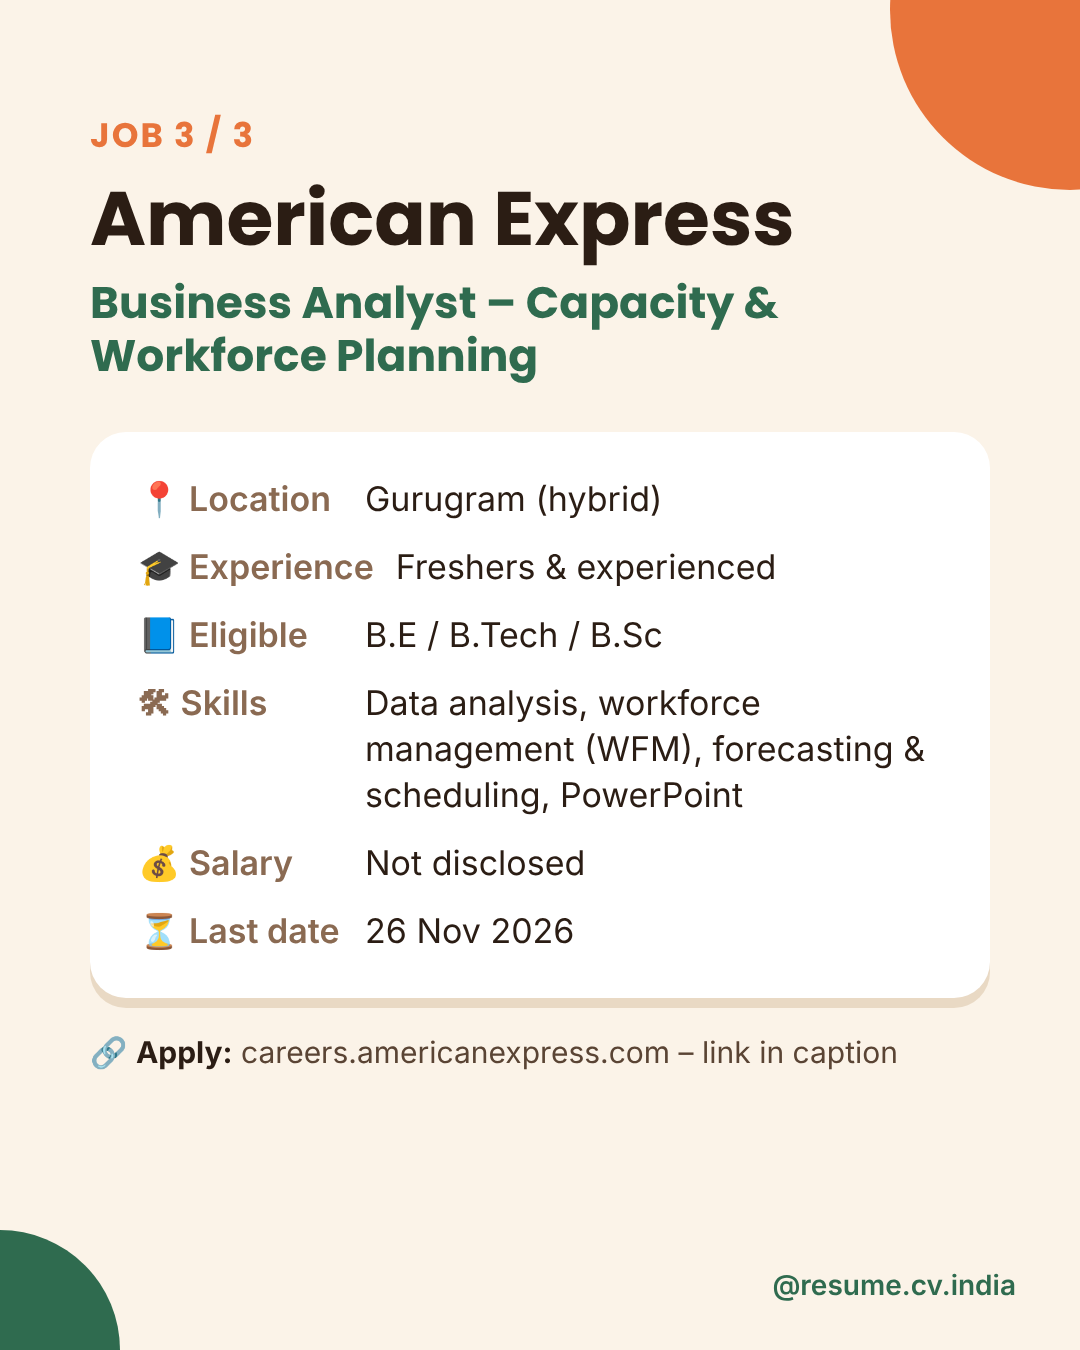 JOB 3 / 3
American Express
Business Analyst – Capacity &
Workforce Planning
📍 Location Gurugram (hybrid)
🎓 Experience Freshers & experienced
📘 Eligible B.E / B.Tech / B.Sc
🛠 Skills Data analysis, workforce
management (WFM), forecasting &
scheduling, PowerPoint
💰 Salary Not disclosed
⏳ Last date 26 Nov 2026
🔗 Apply: careers.americanexpress.com – link in caption
@resume.cv.india